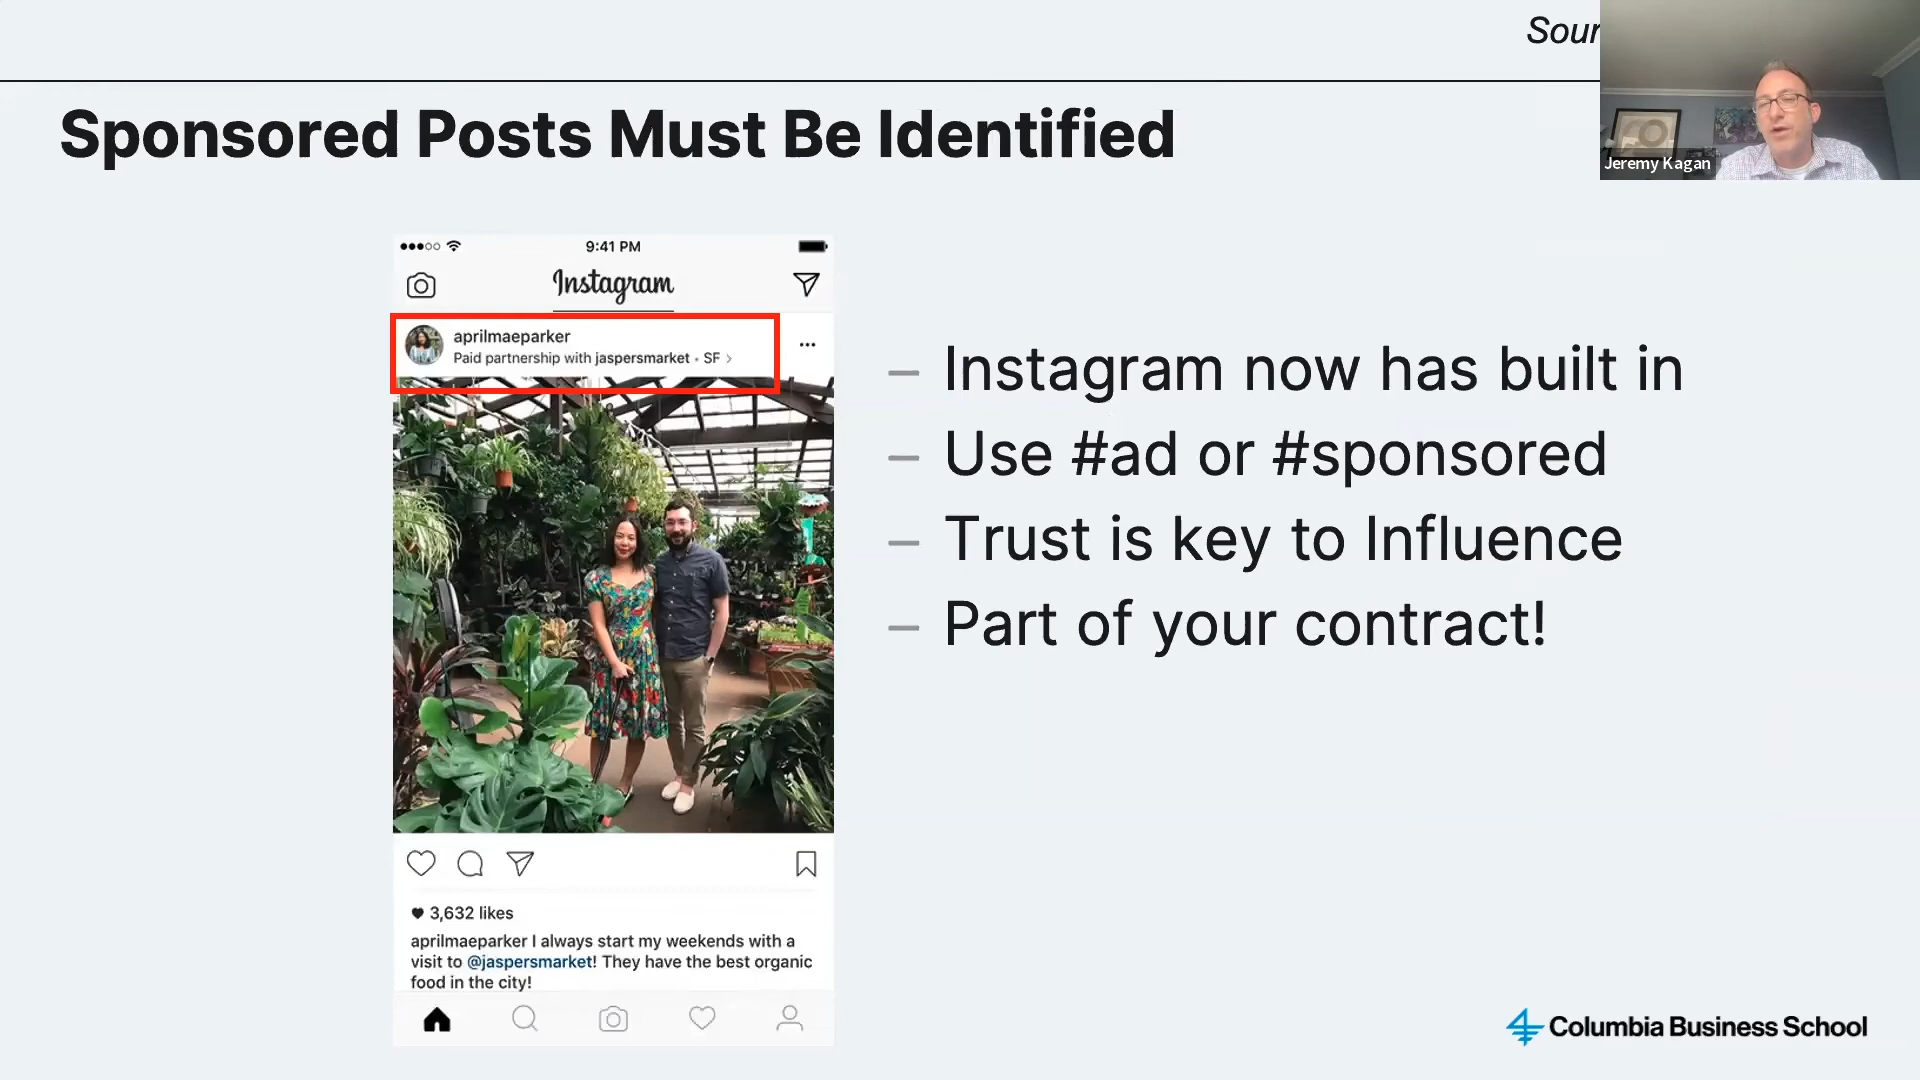 Sour
Jeremy Kagan
Sponsored Posts Must Be Identified
9:41 PM
Instagram
aprilmaeparker
Paid partnership with jaspersmarket • SF >
3,632 likes
aprilmaeparker I always start my weekends with a
visit to @jaspersmarket! They have the best organic
food in the city!
– Instagram now has built in
– Use #ad or #sponsored
– Trust is key to Influence
– Part of your contract!
Columbia Business School